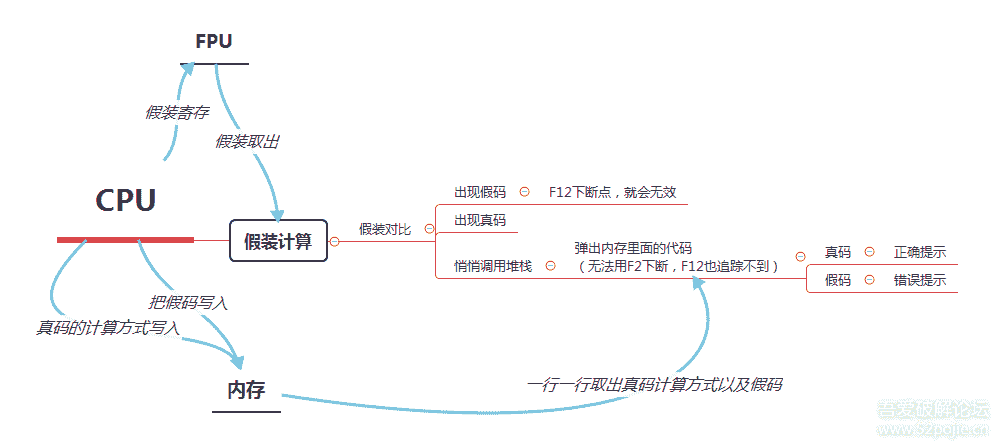 FPU
假装寄存
假装取出
CPU
假装计算
假装对比
出现假码
F12下断点，就会无效
出现真码
悄悄调用堆栈
弹出内存里面的代码
（无法用F2下断，F12也追踪不到）
真码
正确提示
假码
错误提示
把假码写入
真码的计算方式写入
内存
一行一行取出真码计算方式以及假码
吾爱破解论坛
www.52pojie.cn